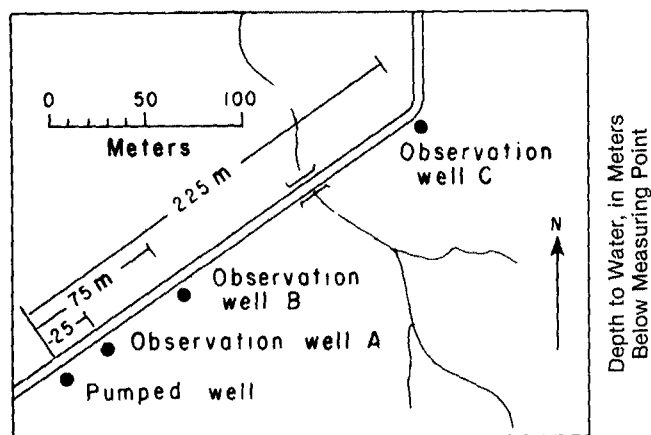 0 50 100
Meters
225 m
75 m
-25
Observation
well C
N
Observation
well B
Observation well A
Pumped well
Depth to Water, in Meters
Below Measuring Point